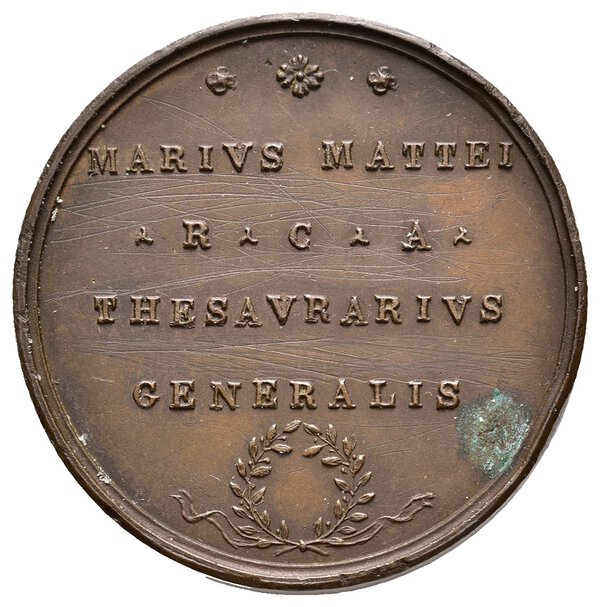 MARIVS MATTEI
R C A
THESAVRARIVS
GENERALIS